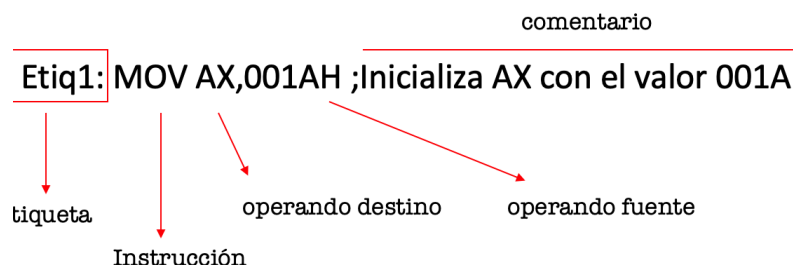 comentario
Etiq1: MOV AX,001AH ;Inicializa AX con el valor 001A
tiqueta
operando destino
operando fuente
Instrucción